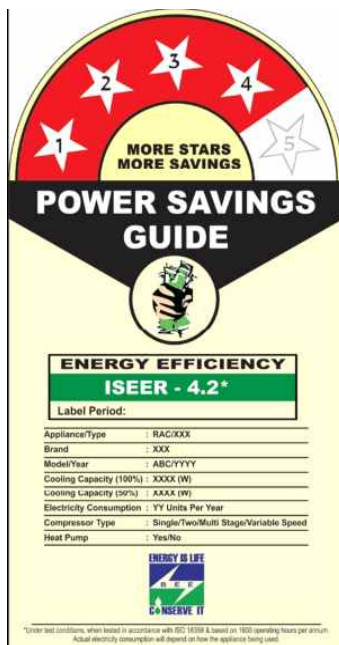 1 2 3 4 5
MORE STARS
MORE SAVINGS
POWER SAVINGS
GUIDE
ENERGY EFFICIENCY
ISEER - 4.2*
Label Period:
Appliance/Type : RAC/XXX
Brand : XXX
Model/Year : ABC/YYYY
Cooling Capacity (100%) : XXXX (W)
Cooling Capacity (50%) : XXXX (W)
Electricity Consumption : YY Units Per Year
Compressor Type : Single/Two/Multi Stage/Variable Speed
Heat Pump : Yes/No
ENERGY IS LIFE
BEE
CONSERVE IT
*Under test conditions, when tested in accordance with ISO 16358 & based on 1600 operating hours per annum.
Actual electricity consumption will depend on how the appliance being used.